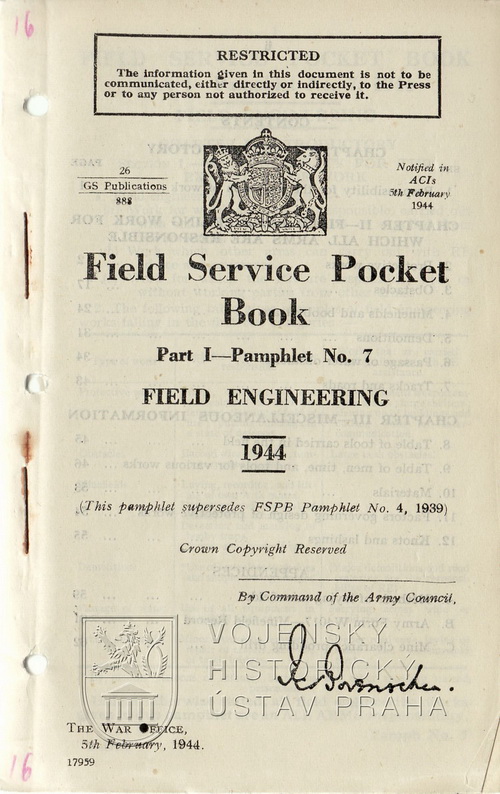 16
RESTRICTED
The information given in this document is not to be
communicated, either directly or indirectly, to the Press
or to any person not authorized to receive it.
26
GS Publications
888
Notified in
ACIs
5th February
1944
Field Service Pocket
Book
Part I—Pamphlet No. 7
FIELD ENGINEERING
1944
(This pamphlet supersedes FSPB Pamphlet No. 4, 1939)
Crown Copyright Reserved
By Command of the Army Council,
VOJENSKÝ
HISTORICKÝ
ÚSTAV PRAHA
THE WAR OFFICE,
5th February, 1944.
17959
16